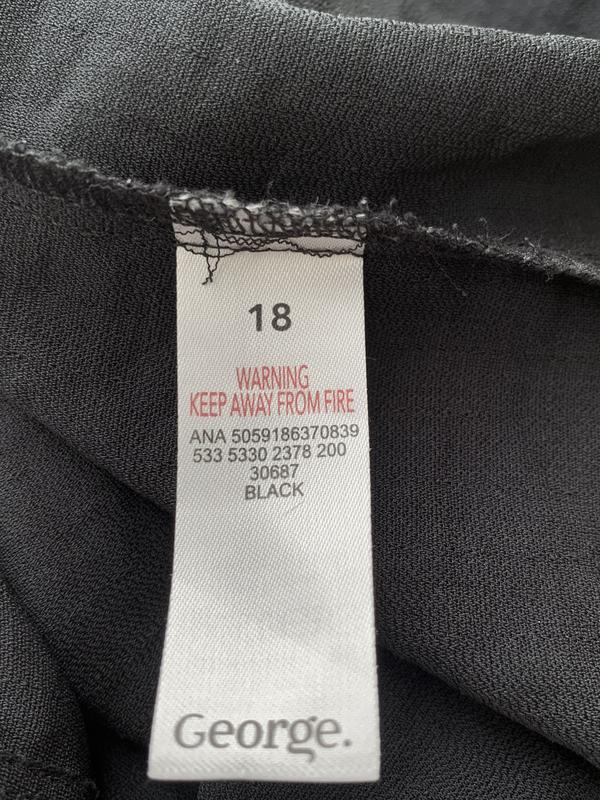 18
WARNING
KEEP AWAY FROM FIRE
ANA 5059186370839
533 5330 2378 200
30687
BLACK
George.